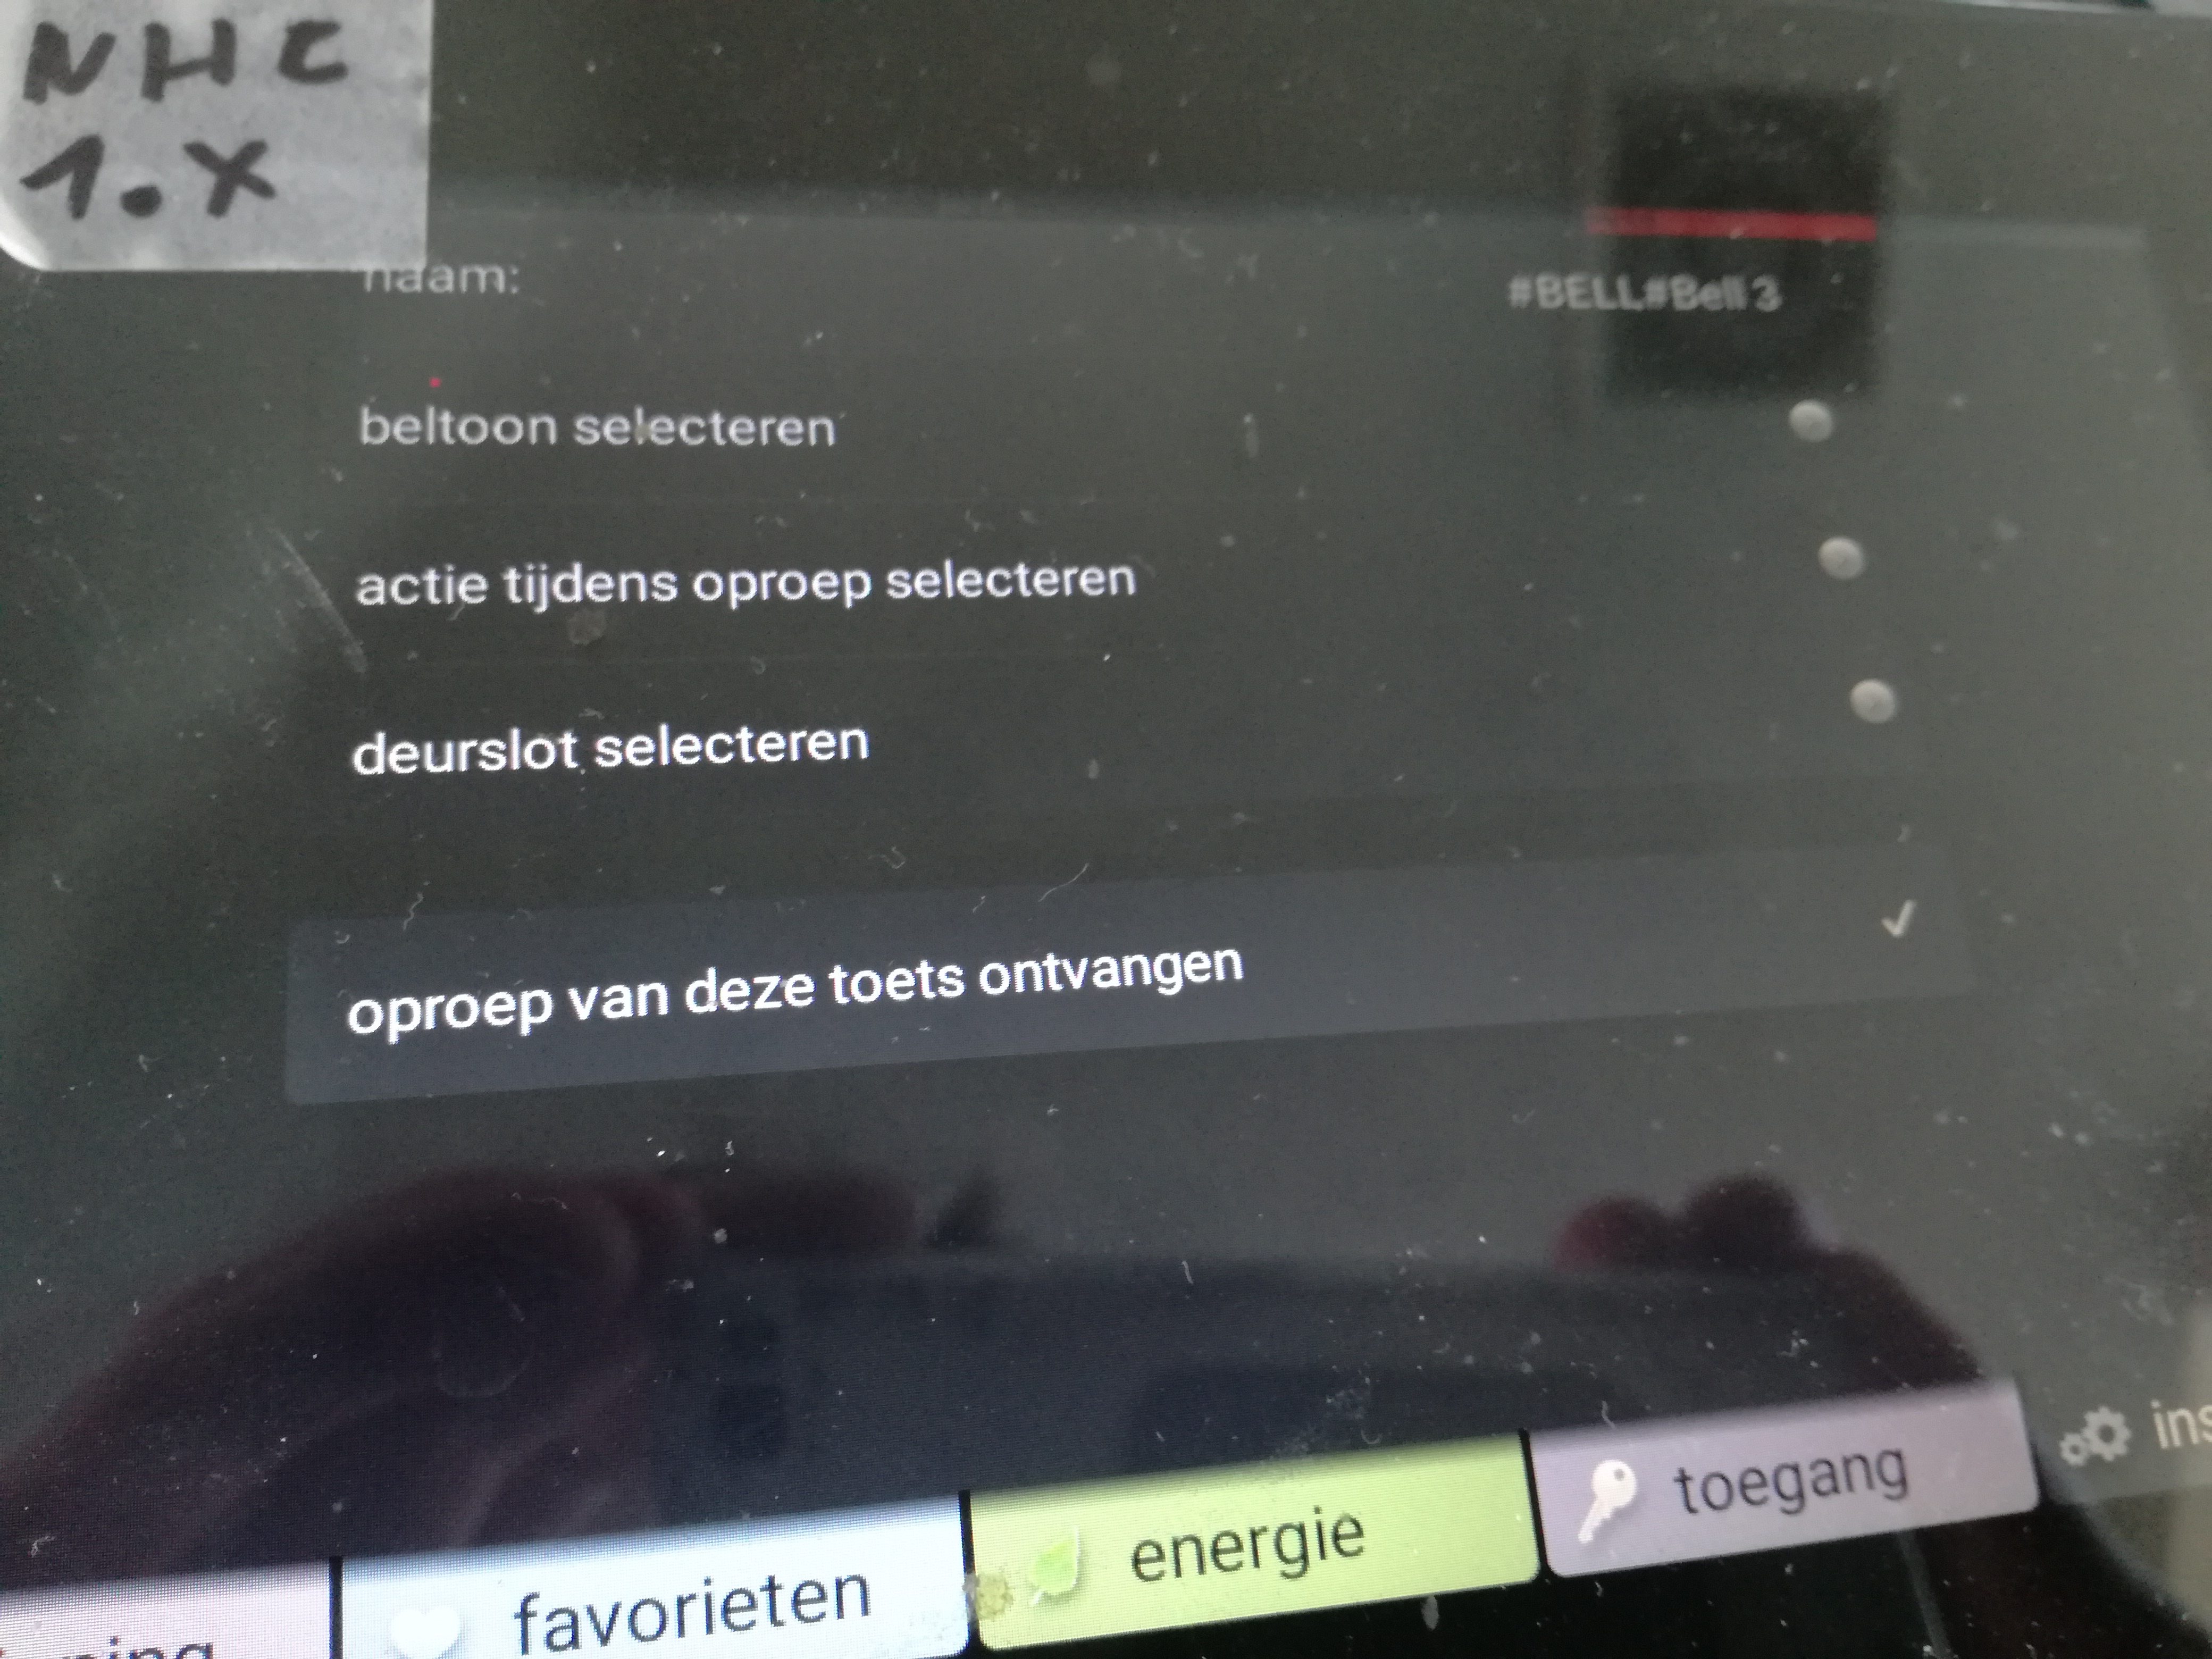 NHC
1.X
naam:
#BELL#Bell 3
beltoon selecteren
actie tijdens oproep selecteren
deurslot selecteren
oproep van deze toets ontvangen
favorieten
energie
toegang
ins